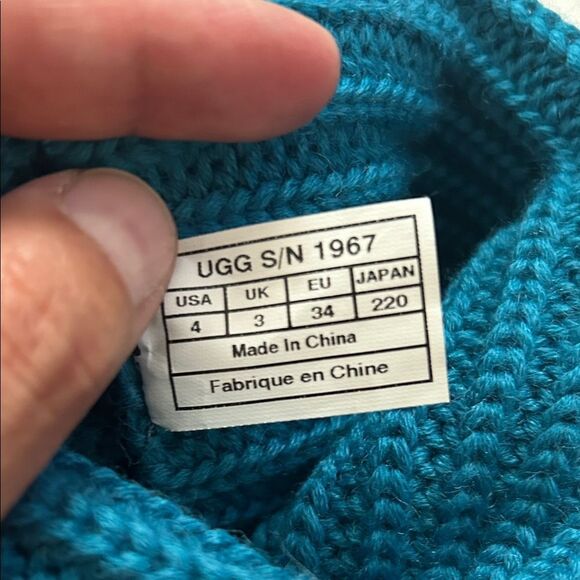 UGG S/N 1967
USA UK EU JAPAN
4 3 34 220
Made In China
Fabrique en Chine